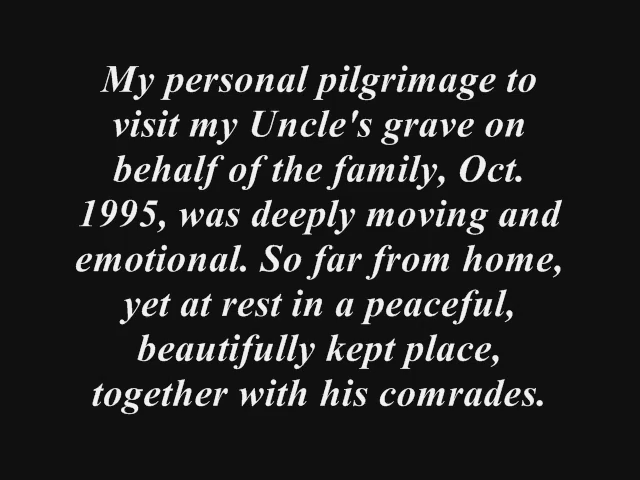 My personal pilgrimage to
visit my Uncle's grave on
behalf of the family, Oct.
1995, was deeply moving and
emotional. So far from home,
yet at rest in a peaceful,
beautifully kept place,
together with his comrades.